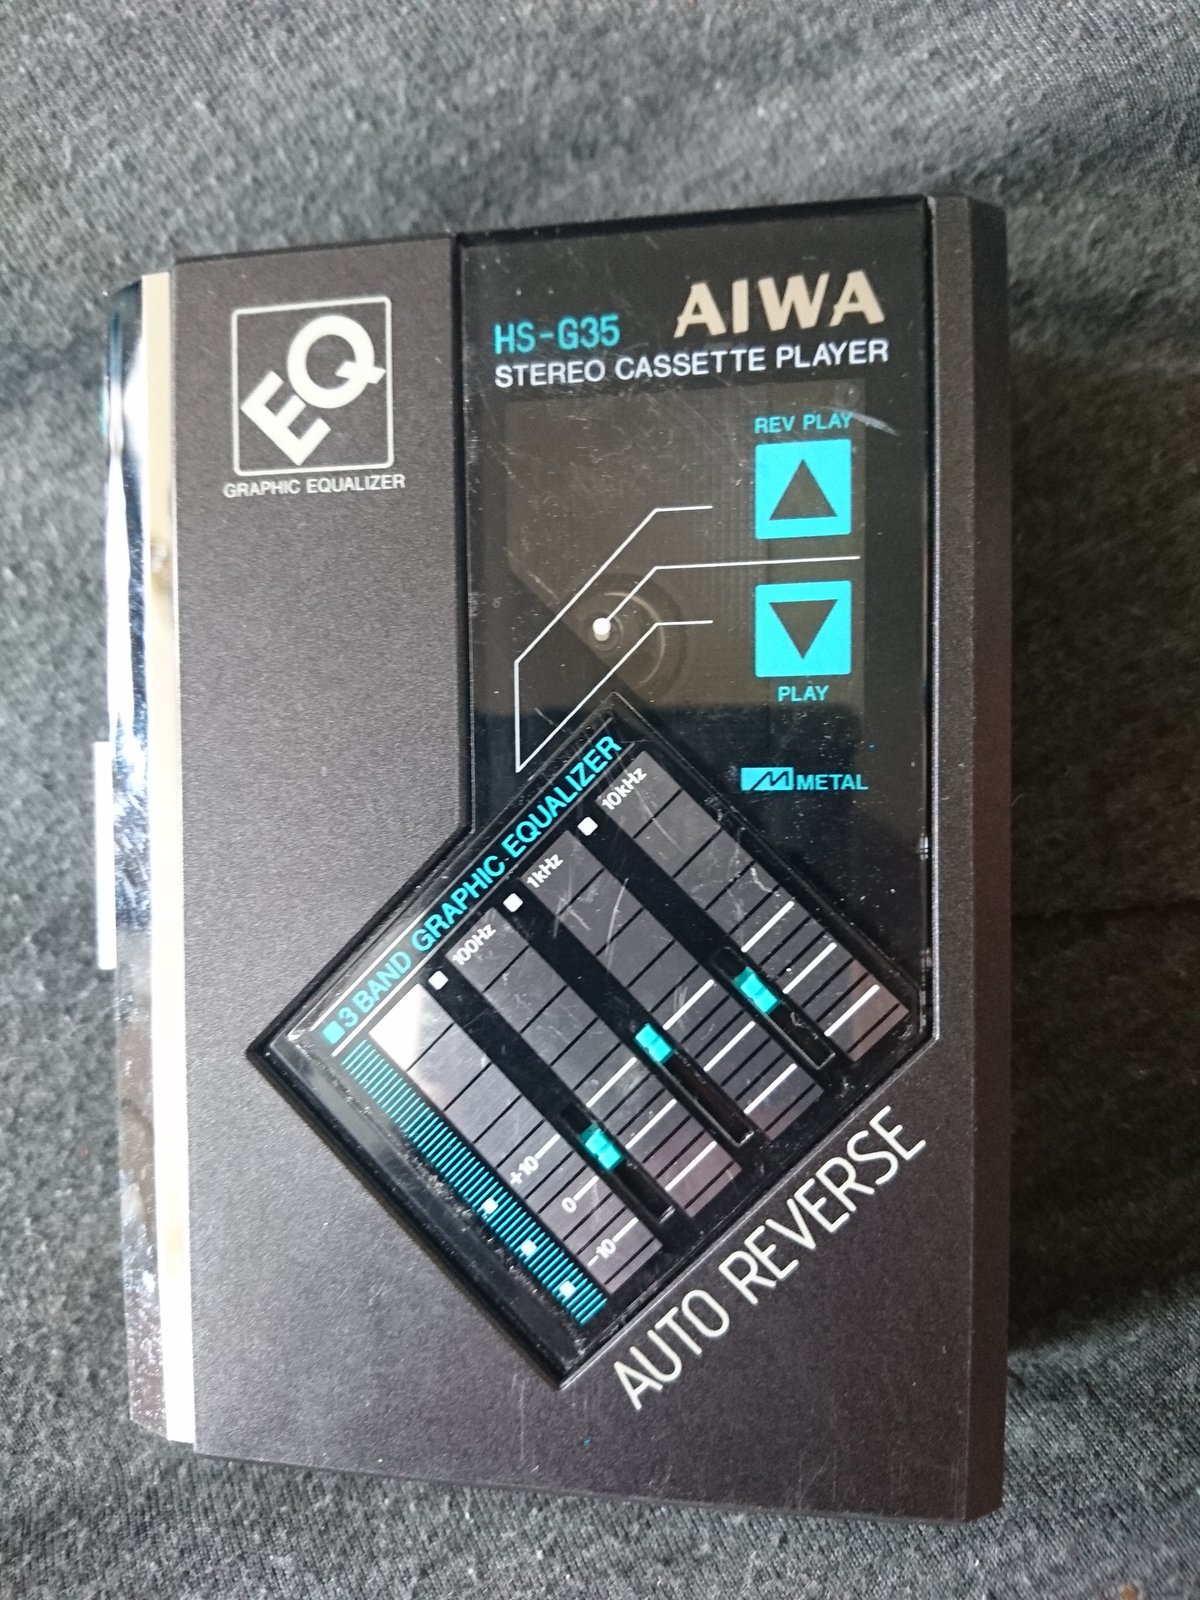 AIWA
HS-G35
STEREO CASSETTE PLAYER
EQ
GRAPHIC EQUALIZER
REV PLAY
PLAY
METAL
3 BAND GRAPHIC EQUALIZER
100Hz
1kHz
10kHz
+10
0
-10
AUTO REVERSE